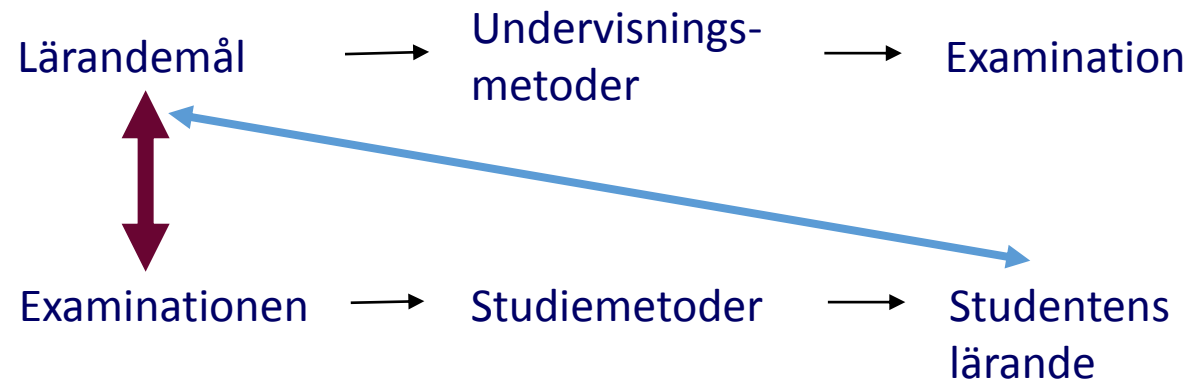 Lärandemål
Undervisnings-
metoder
Examination
Examinationen
Studiemetoder
Studentens
lärande